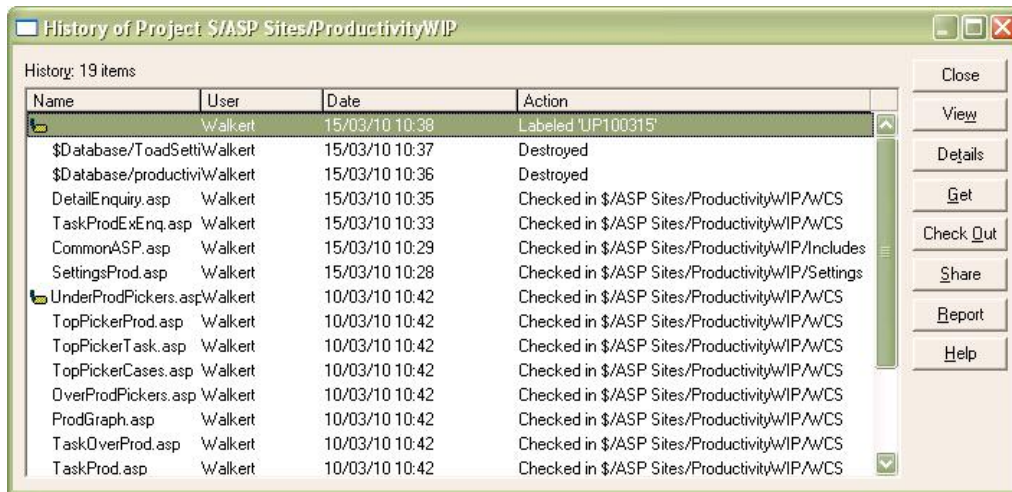 History of Project $/ASP Sites/ProductivityWIP
History: 19 items
Close
Name User Date Action
Walkert 15/03/10 10:38 Labeled 'UP100315'
View
$Database/ToadSetti Walkert 15/03/10 10:37 Destroyed
$Database/productivi Walkert 15/03/10 10:36 Destroyed
Details
DetailEnquiry.asp Walkert 15/03/10 10:35 Checked in $/ASP Sites/ProductivityWIP/WCS
Get
TaskProdExEnq.asp Walkert 15/03/10 10:33 Checked in $/ASP Sites/ProductivityWIP/WCS
CommonASP.asp Walkert 15/03/10 10:29 Checked in $/ASP Sites/ProductivityWIP/Includes
Check Out
SettingsProd.asp Walkert 15/03/10 10:28 Checked in $/ASP Sites/ProductivityWIP/Settings
Share
UnderProdPickers.asp Walkert 10/03/10 10:42 Checked in $/ASP Sites/ProductivityWIP/WCS
TopPickerProd.asp Walkert 10/03/10 10:42 Checked in $/ASP Sites/ProductivityWIP/WCS
Report
TopPickerTask.asp Walkert 10/03/10 10:42 Checked in $/ASP Sites/ProductivityWIP/WCS
TopPickerCases.asp Walkert 10/03/10 10:42 Checked in $/ASP Sites/ProductivityWIP/WCS
Help
OverProdPickers.asp Walkert 10/03/10 10:42 Checked in $/ASP Sites/ProductivityWIP/WCS
ProdGraph.asp Walkert 10/03/10 10:42 Checked in $/ASP Sites/ProductivityWIP/WCS
TaskOverProd.asp Walkert 10/03/10 10:42 Checked in $/ASP Sites/ProductivityWIP/WCS
TaskProd.asp Walkert 10/03/10 10:42 Checked in $/ASP Sites/ProductivityWIP/WCS